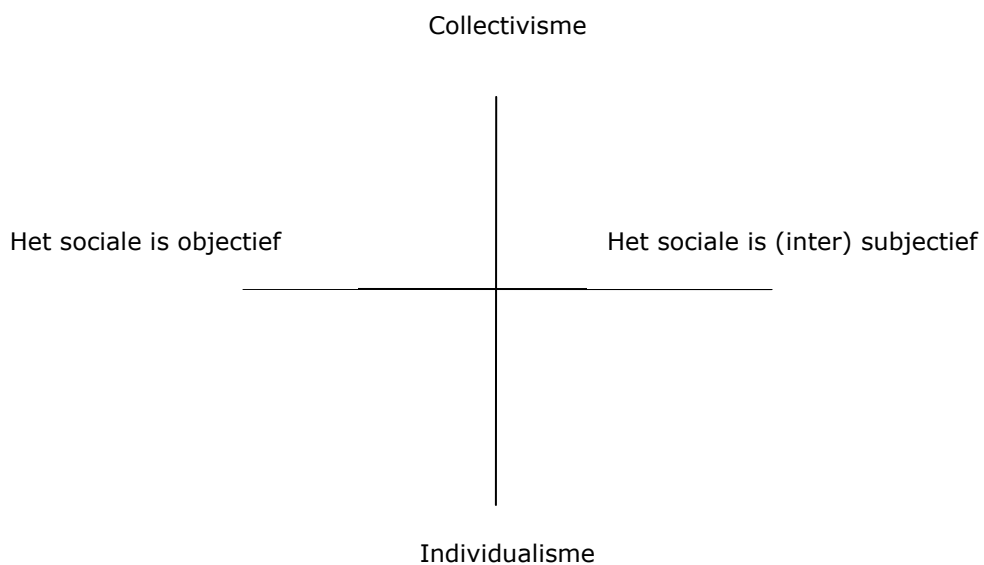 Collectivisme
Het sociale is objectief
Het sociale is (inter) subjectief
Individualisme